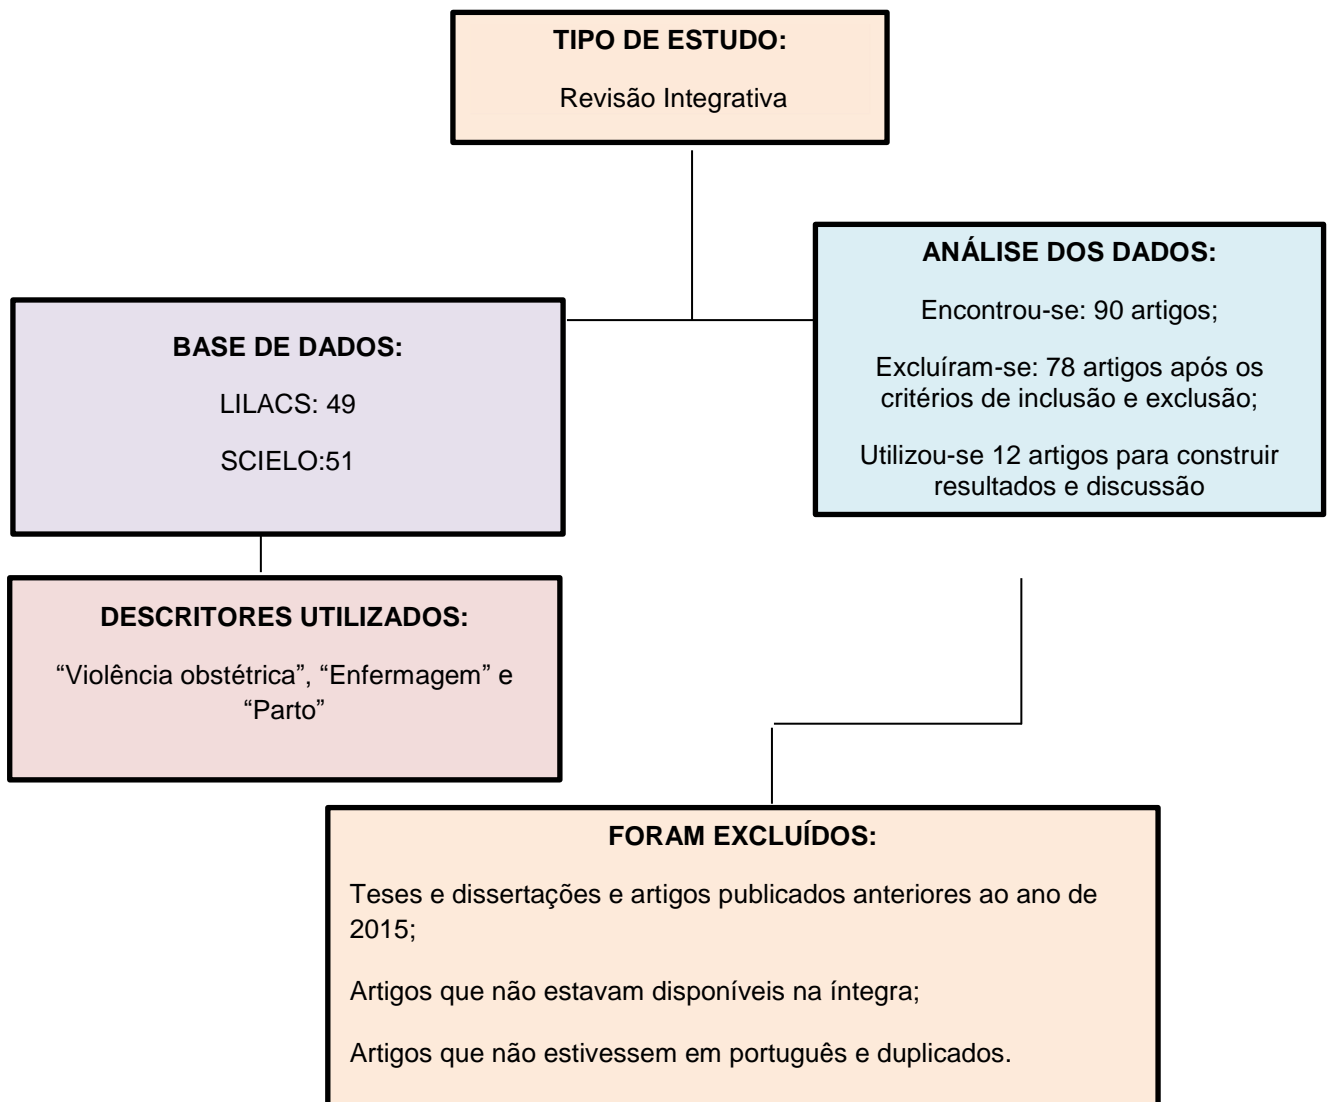 TIPO DE ESTUDO:
Revisão Integrativa
ANÁLISE DOS DADOS:
Encontrou-se: 90 artigos;
Excluíram-se: 78 artigos após os
critérios de inclusão e exclusão;
Utilizou-se 12 artigos para construir
resultados e discussão
BASE DE DADOS:
LILACS: 49
SCIELO:51
DESCRITORES UTILIZADOS:
“Violência obstétrica”, “Enfermagem” e
“Parto”
FORAM EXCLUÍDOS:
Teses e dissertações e artigos publicados anteriores ao ano de
2015;
Artigos que não estavam disponíveis na íntegra;
Artigos que não estivessem em português e duplicados.